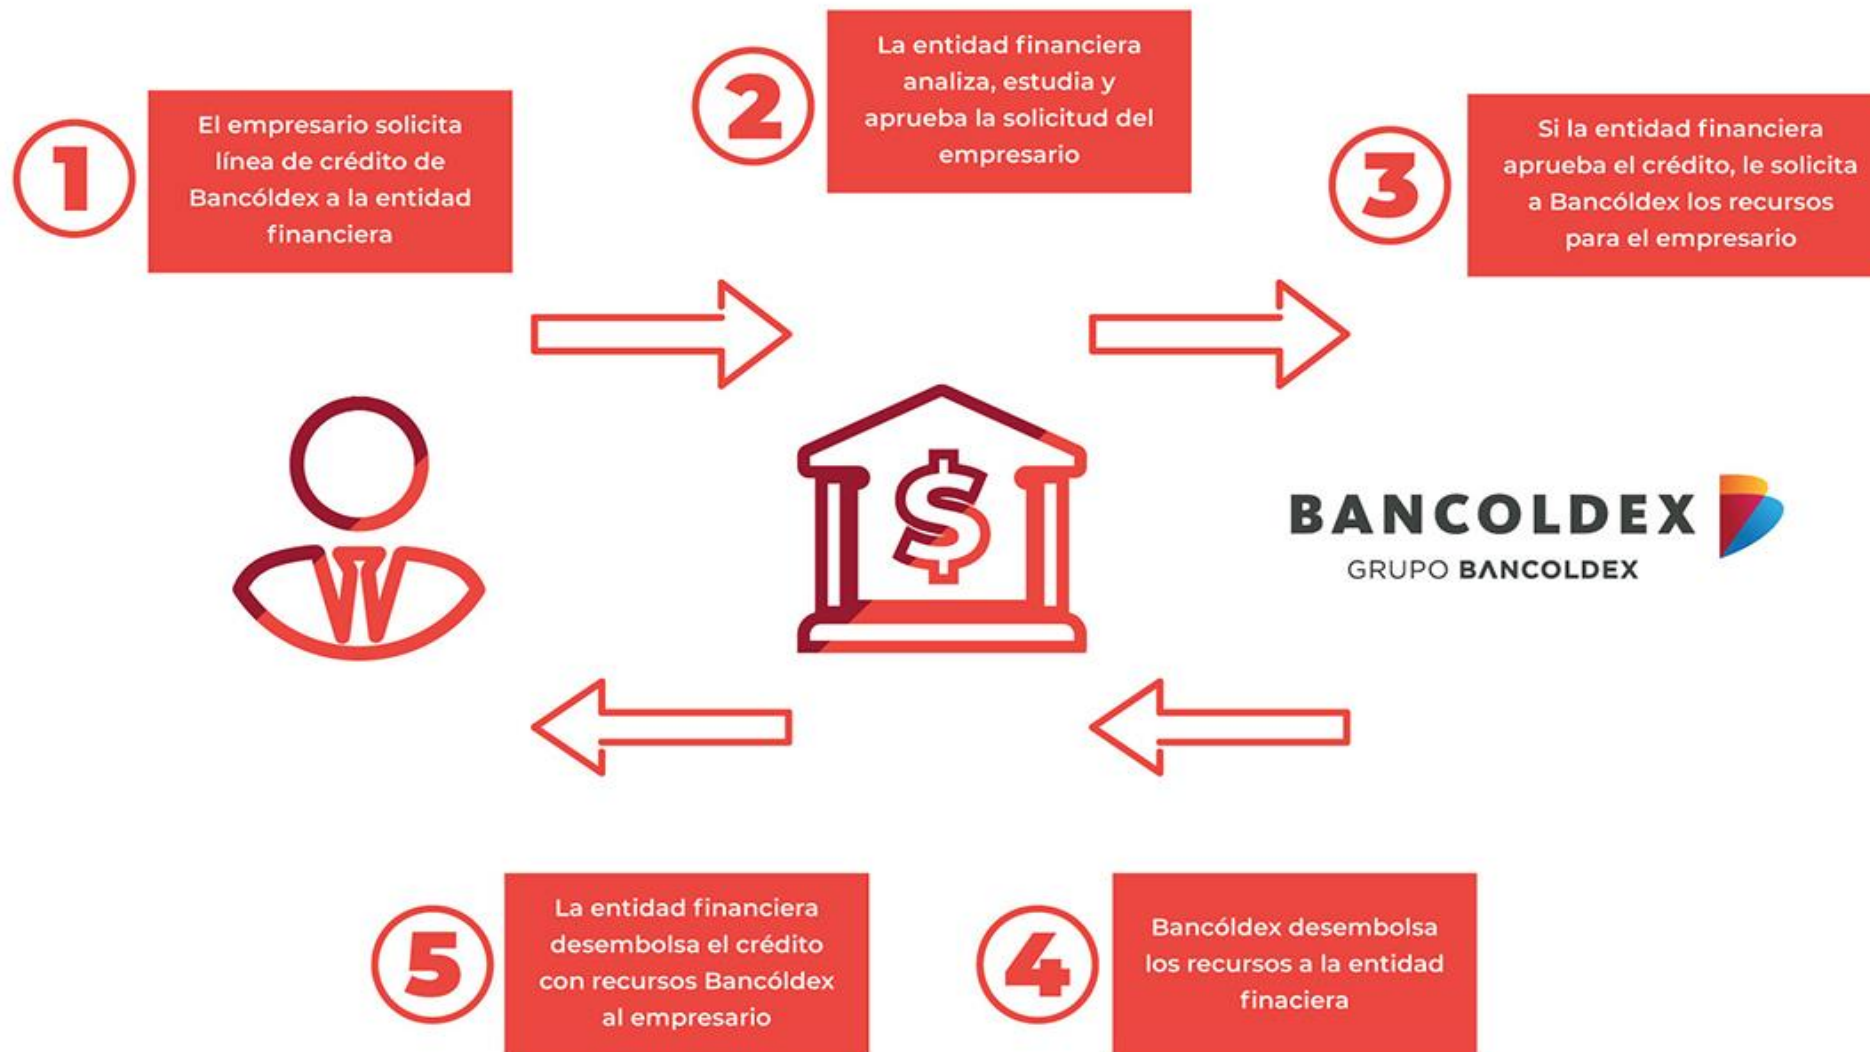 1
El empresario solicita
línea de crédito de
Bancóldex a la entidad
financiera
2
La entidad financiera
analiza, estudia y
aprueba la solicitud del
empresario
3
Si la entidad financiera
aprueba el crédito, le solicita
a Bancóldex los recursos
para el empresario
$
BANCOLDEX
GRUPO BANCOLDEX
5
La entidad financiera
desembolsa el crédito
con recursos Bancóldex
al empresario
4
Bancóldex desembolsa
los recursos a la entidad
finaciera